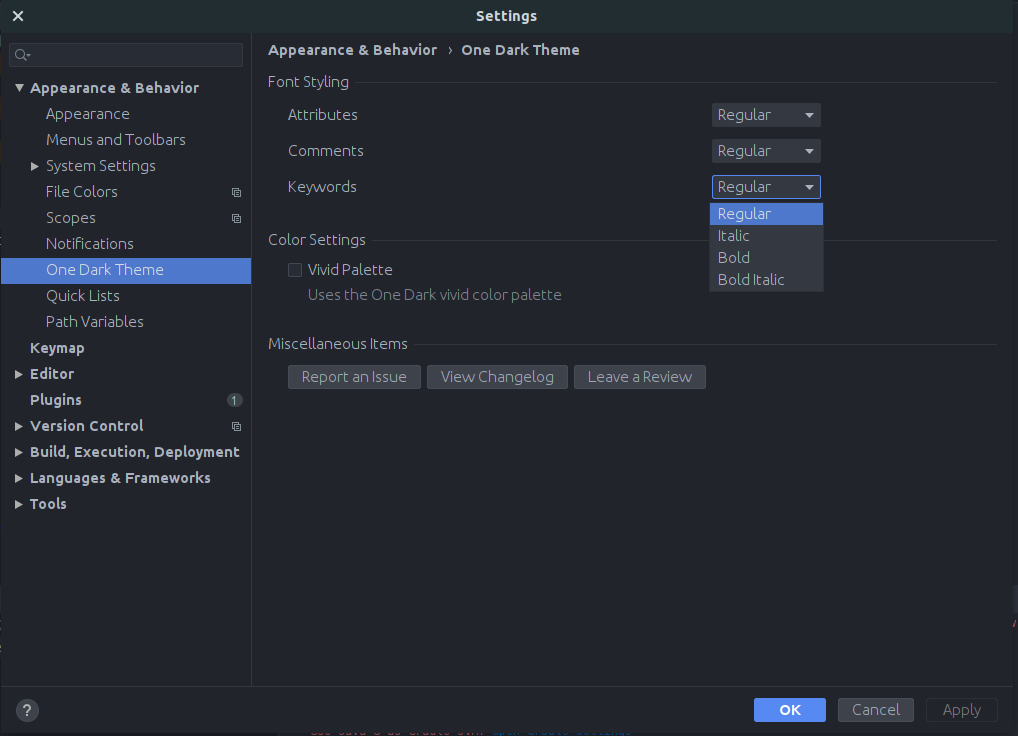 Settings
Appearance & Behavior
Appearance
Menus and Toolbars
System Settings
File Colors
Scopes
Notifications
One Dark Theme
Quick Lists
Path Variables
Keymap
Editor
Plugins 1
Version Control
Build, Execution, Deployment
Languages & Frameworks
Tools
Appearance & Behavior › One Dark Theme
Font Styling
Attributes Regular
Comments Regular
Keywords Regular
Regular
Italic
Bold
Bold Italic
Color Settings
Vivid Palette
Uses the One Dark vivid color palette
Miscellaneous Items
Report an Issue View Changelog Leave a Review
? OK Cancel Apply